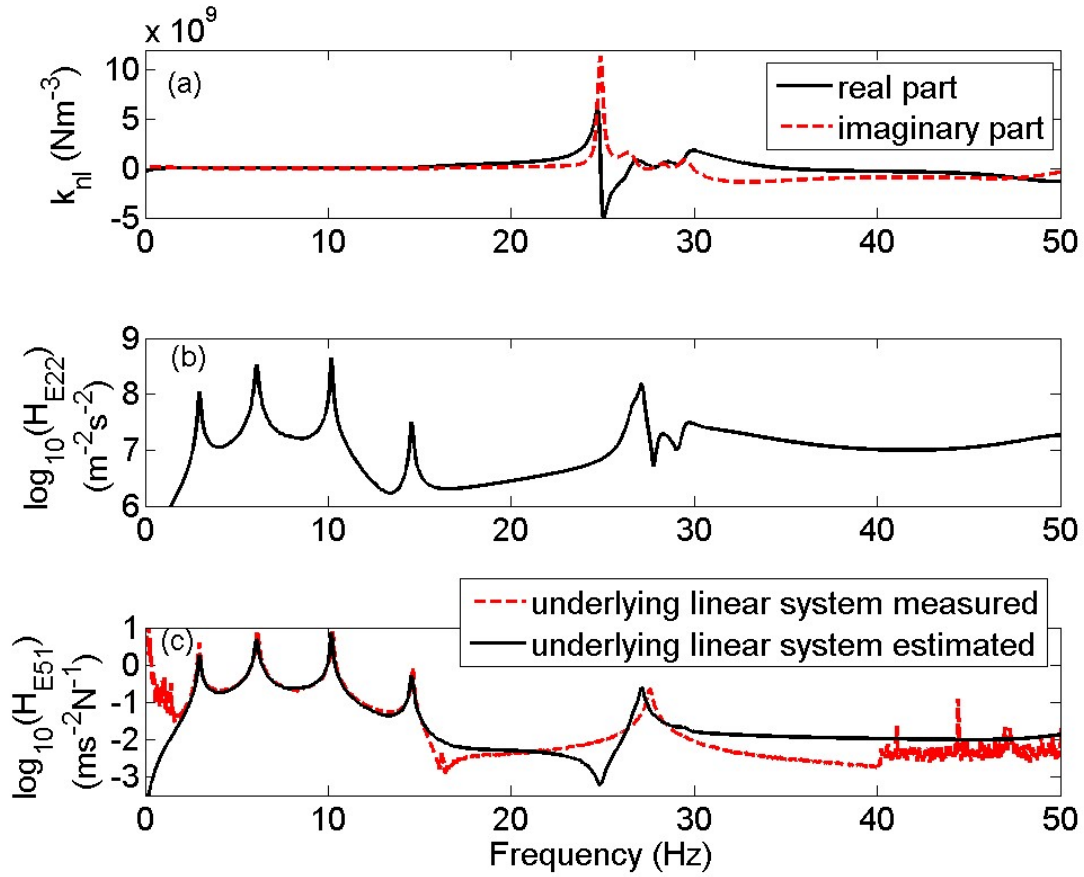 x 10^9
10
5
0
-5
k_nl (Nm^-3)
(a)
real part
imaginary part
0 10 20 30 40 50
9
8
7
6
log_10(H_E22)
(m^-2s^-2)
(b)
0 10 20 30 40 50
underlying linear system measured
underlying linear system estimated
1
0
-1
-2
-3
log_10(H_E51)
(ms^-2N^-1)
(c)
0 10 20 30 40 50
Frequency (Hz)